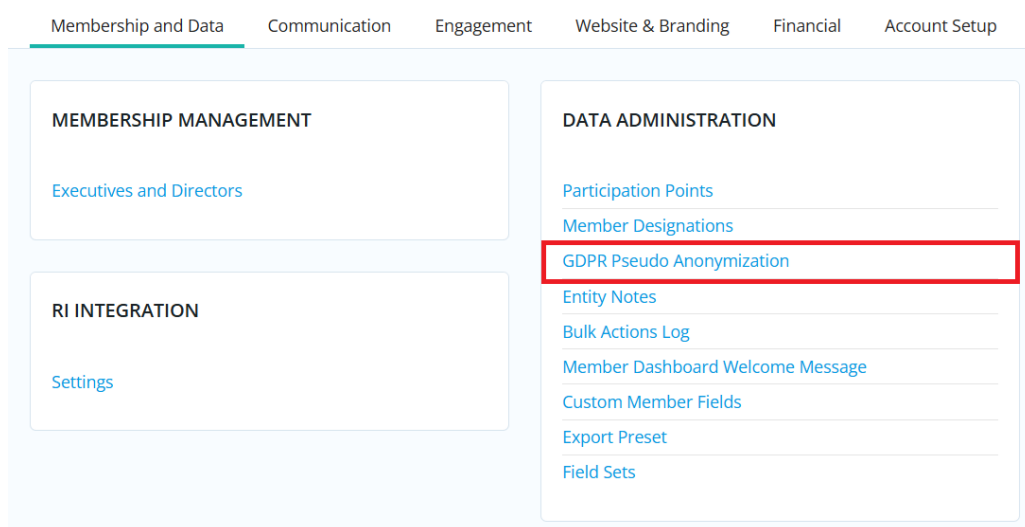 Membership and Data Communication Engagement Website & Branding Financial Account Setup
MEMBERSHIP MANAGEMENT
Executives and Directors
RI INTEGRATION
Settings
DATA ADMINISTRATION
Participation Points
Member Designations
GDPR Pseudo Anonymization
Entity Notes
Bulk Actions Log
Member Dashboard Welcome Message
Custom Member Fields
Export Preset
Field Sets